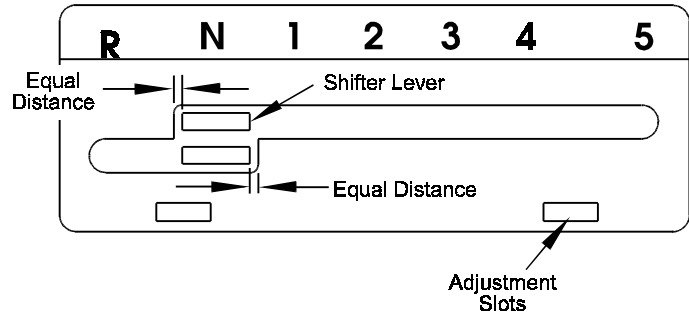 R N 1 2 3 4 5
Equal
Distance
Shifter Lever
Equal Distance
Adjustment
Slots